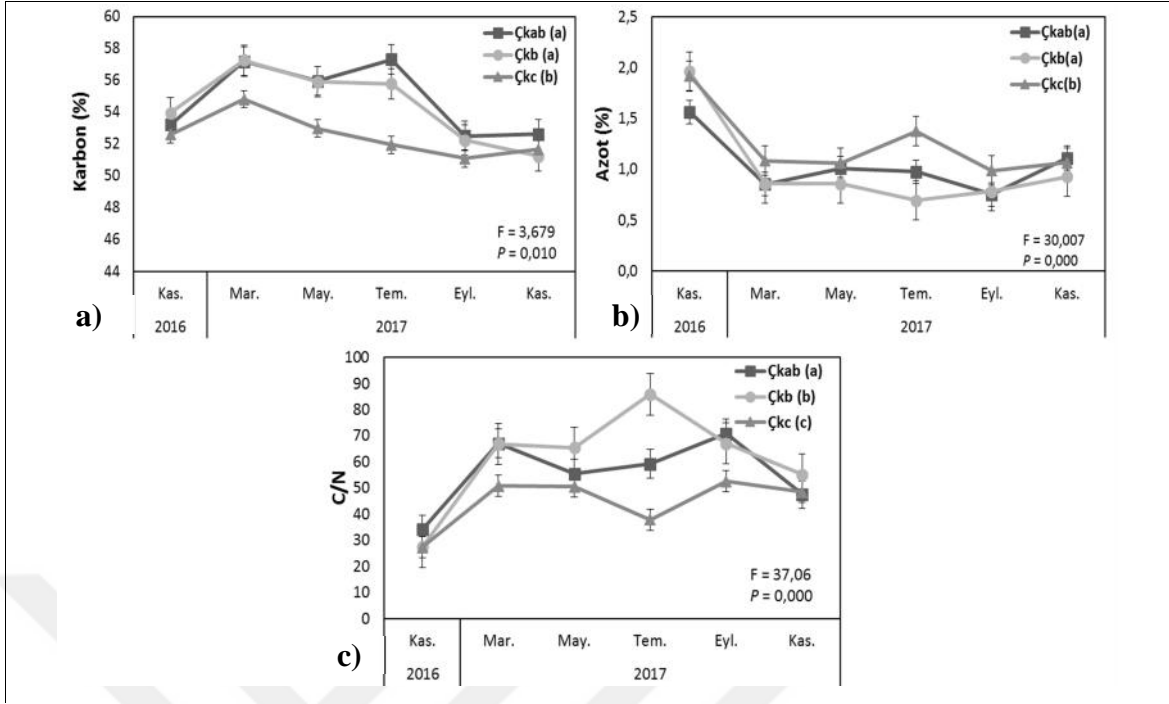 60
58
56
54
52
50
48
46
44
Karbon (%)
Çkab (a)
Çkb (a)
Çkc (b)
F = 3,679
P = 0,010
Kas. Mar. May. Tem. Eyl. Kas.
2016 2017
a)
2,5
2,0
1,5
1,0
0,5
0,0
Azot (%)
Çkab(a)
Çkb(a)
Çkc(b)
F = 30,007
P = 0,000
Kas. Mar. May. Tem. Eyl. Kas.
2016 2017
b)
100
90
80
70
60
50
40
30
20
10
0
C/N
Çkab (a)
Çkb (b)
Çkc (c)
F = 37,06
P = 0,000
Kas. Mar. May. Tem. Eyl. Kas.
2016 2017
c)